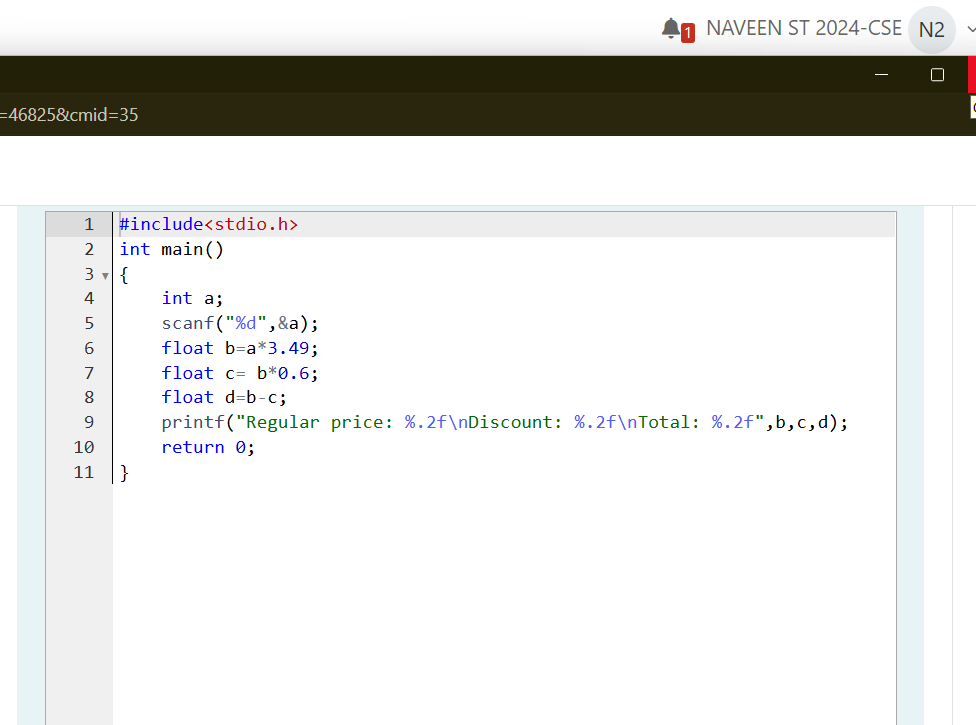 1 NAVEEN ST 2024-CSE N2
=46825&cmid=35
1 #include<stdio.h>
2 int main()
3 {
4 int a;
5 scanf("%d",&a);
6 float b=a*3.49;
7 float c= b*0.6;
8 float d=b-c;
9 printf("Regular price: %.2f\nDiscount: %.2f\nTotal: %.2f",b,c,d);
10 return 0;
11 }